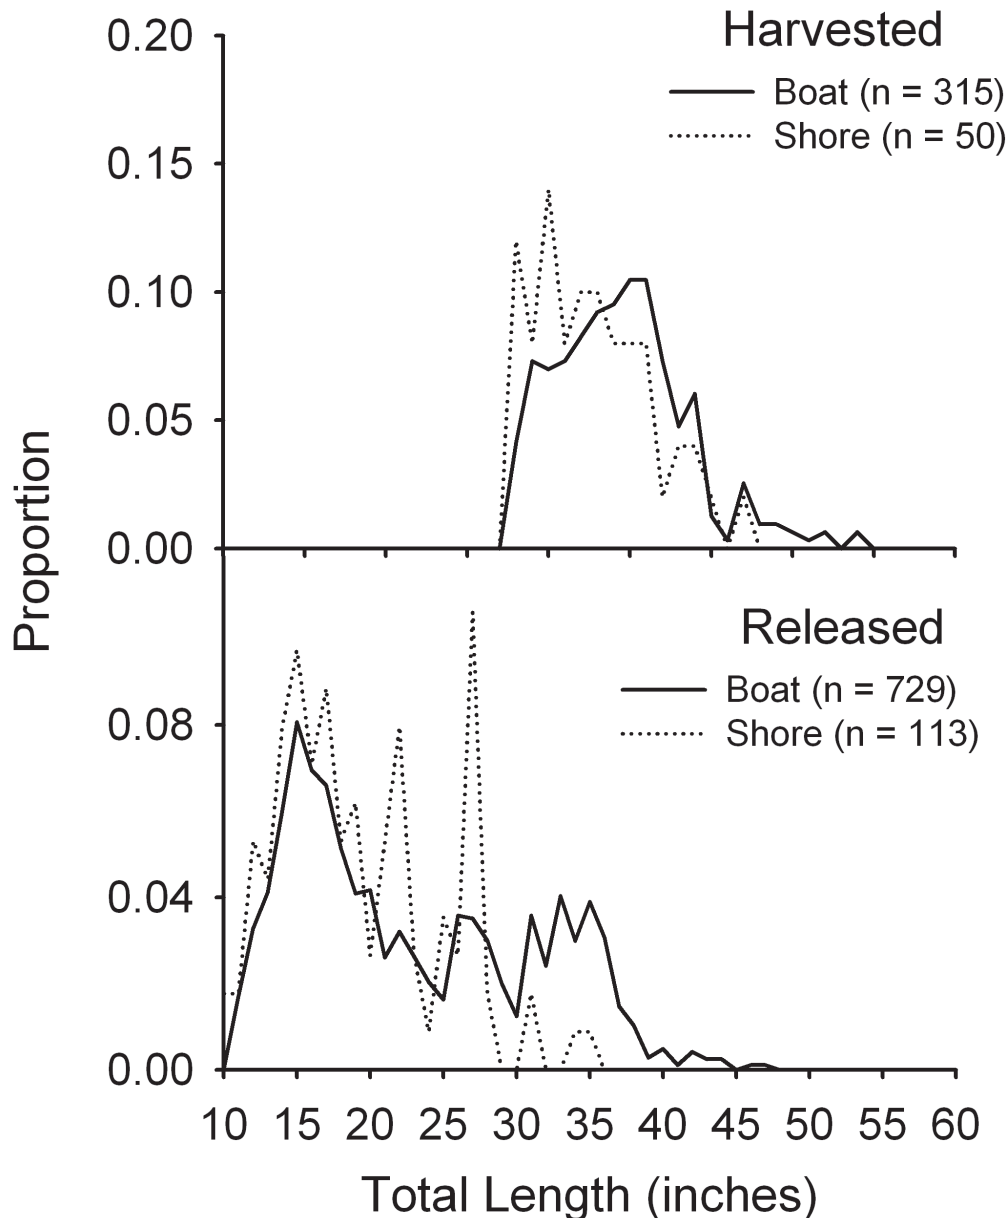 Harvested
Boat (n = 315)
Shore (n = 50)
0.20
0.15
0.10
0.05
0.00
Proportion
Released
Boat (n = 729)
Shore (n = 113)
0.08
0.04
0.00
10 15 20 25 30 35 40 45 50 55 60
Total Length (inches)